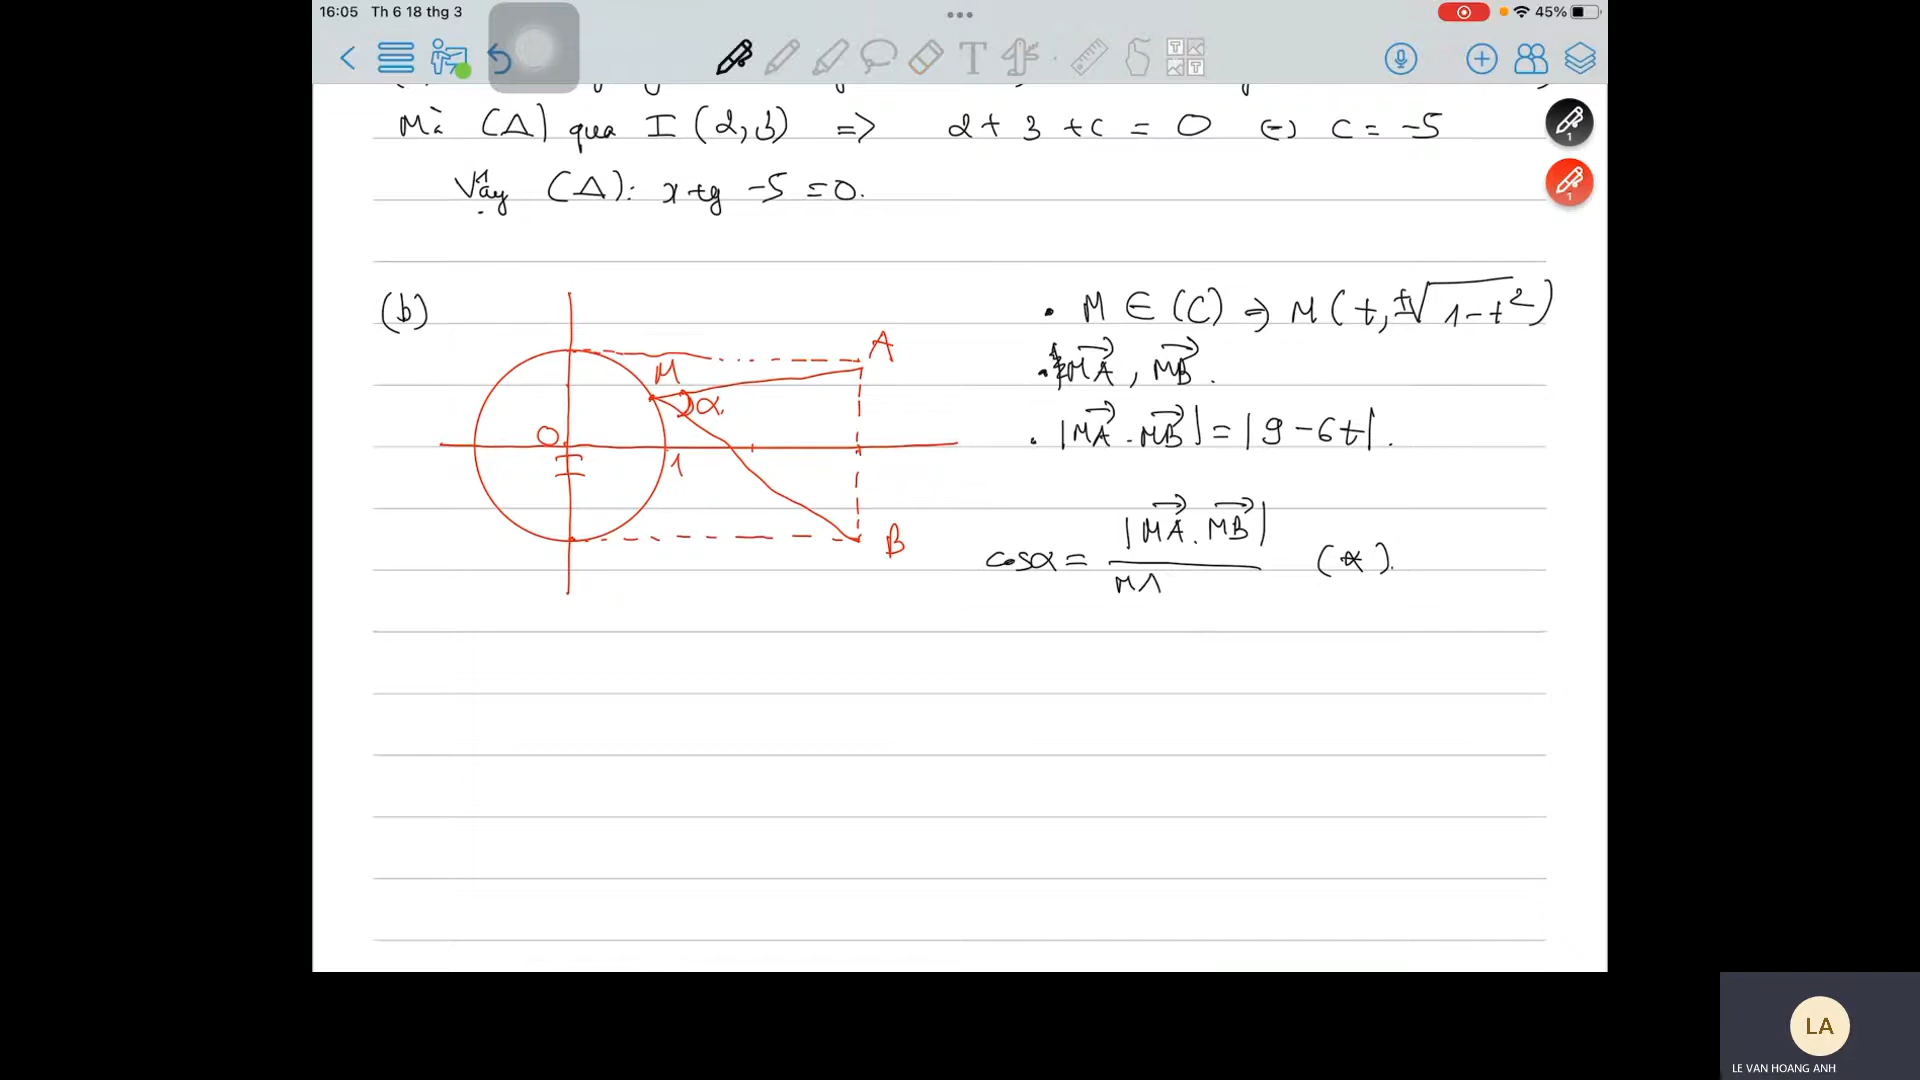 16:05 Th 6 18 thg 3
45%
Mà (Δ) qua I (2,3) => 2 + 3 + c = 0 <=> c = -5
Vậy (Δ): x + y - 5 = 0.
(b)
• M ∈ (C) => M (t, ±√(1-t²))
A
M
• MA→, MB→.
α
O
• |MA→ . MB→| = |9 - 6t|.
1
cosα = |MA→ . MB→| / MA (*).
B
LA
LE VAN HOANG ANH